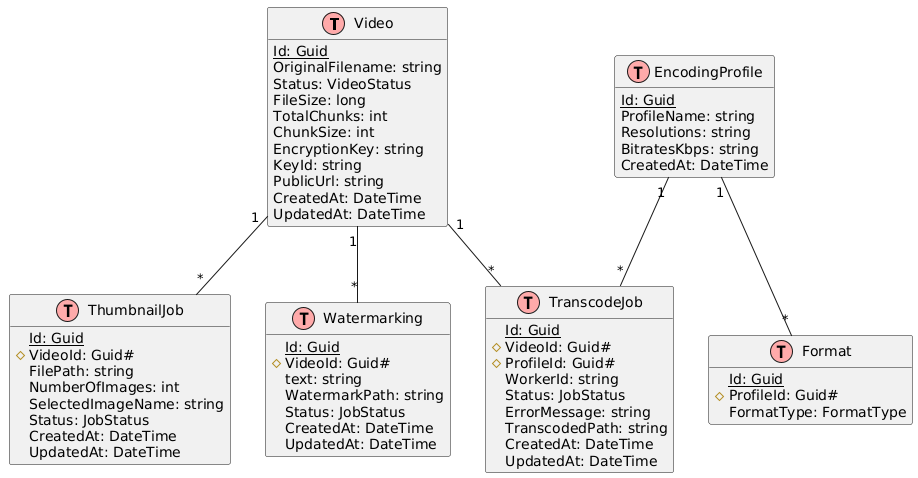 T Video
Id: Guid
OriginalFilename: string
Status: VideoStatus
FileSize: long
TotalChunks: int
ChunkSize: int
EncryptionKey: string
KeyId: string
PublicUrl: string
CreatedAt: DateTime
UpdatedAt: DateTime
T EncodingProfile
Id: Guid
ProfileName: string
Resolutions: string
BitratesKbps: string
CreatedAt: DateTime
1
*
1
*
1
*
1
*
1
*
T ThumbnailJob
Id: Guid
VideoId: Guid#
FilePath: string
NumberOfImages: int
SelectedImageName: string
Status: JobStatus
CreatedAt: DateTime
UpdatedAt: DateTime
T Watermarking
Id: Guid
VideoId: Guid#
text: string
WatermarkPath: string
Status: JobStatus
CreatedAt: DateTime
UpdatedAt: DateTime
T TranscodeJob
Id: Guid
VideoId: Guid#
ProfileId: Guid#
WorkerId: string
Status: JobStatus
ErrorMessage: string
TranscodedPath: string
CreatedAt: DateTime
UpdatedAt: DateTime
T Format
Id: Guid
ProfileId: Guid#
FormatType: FormatType